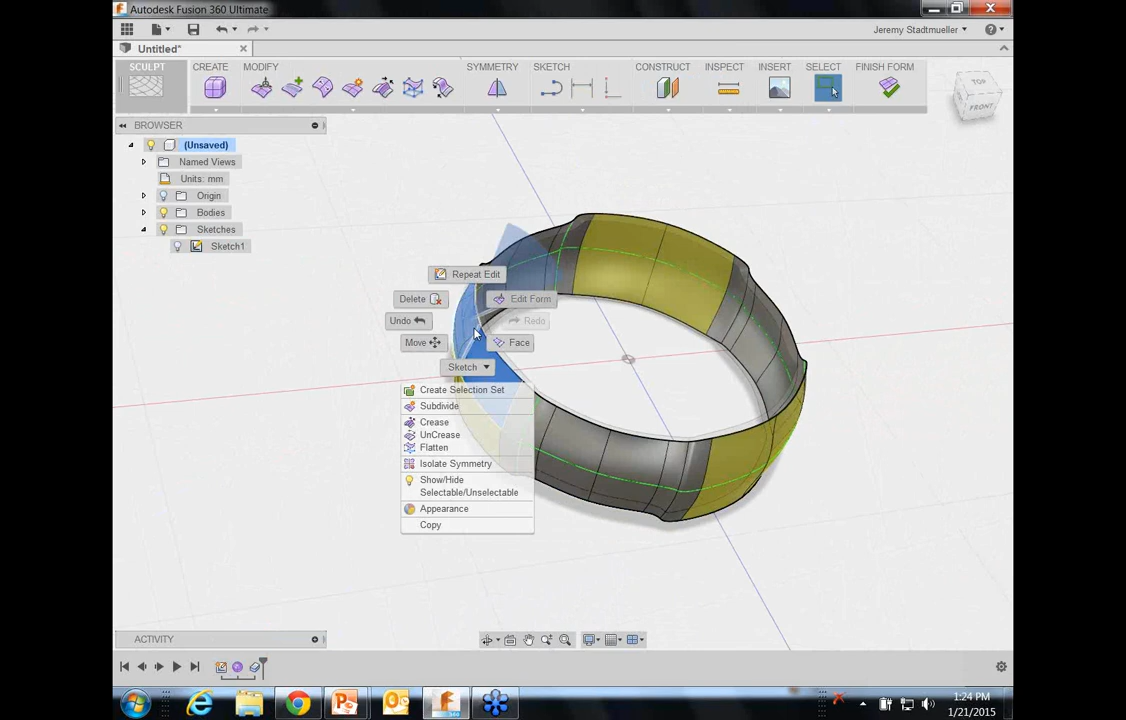 Autodesk Fusion 360 Ultimate
Jeremy Stadtmueller
Untitled*
SCULPT
CREATE
MODIFY
SYMMETRY
SKETCH
CONSTRUCT
INSPECT
INSERT
SELECT
FINISH FORM
TOP
FRONT
BROWSER
(Unsaved)
Named Views
Units: mm
Origin
Bodies
Sketches
Sketch1
Repeat Edit
Delete
Edit Form
Undo
Redo
Move
Face
Sketch
Create Selection Set
Subdivide
Crease
UnCrease
Flatten
Isolate Symmetry
Show/Hide
Selectable/Unselectable
Appearance
Copy
ACTIVITY
360
1:24 PM
1/21/2015